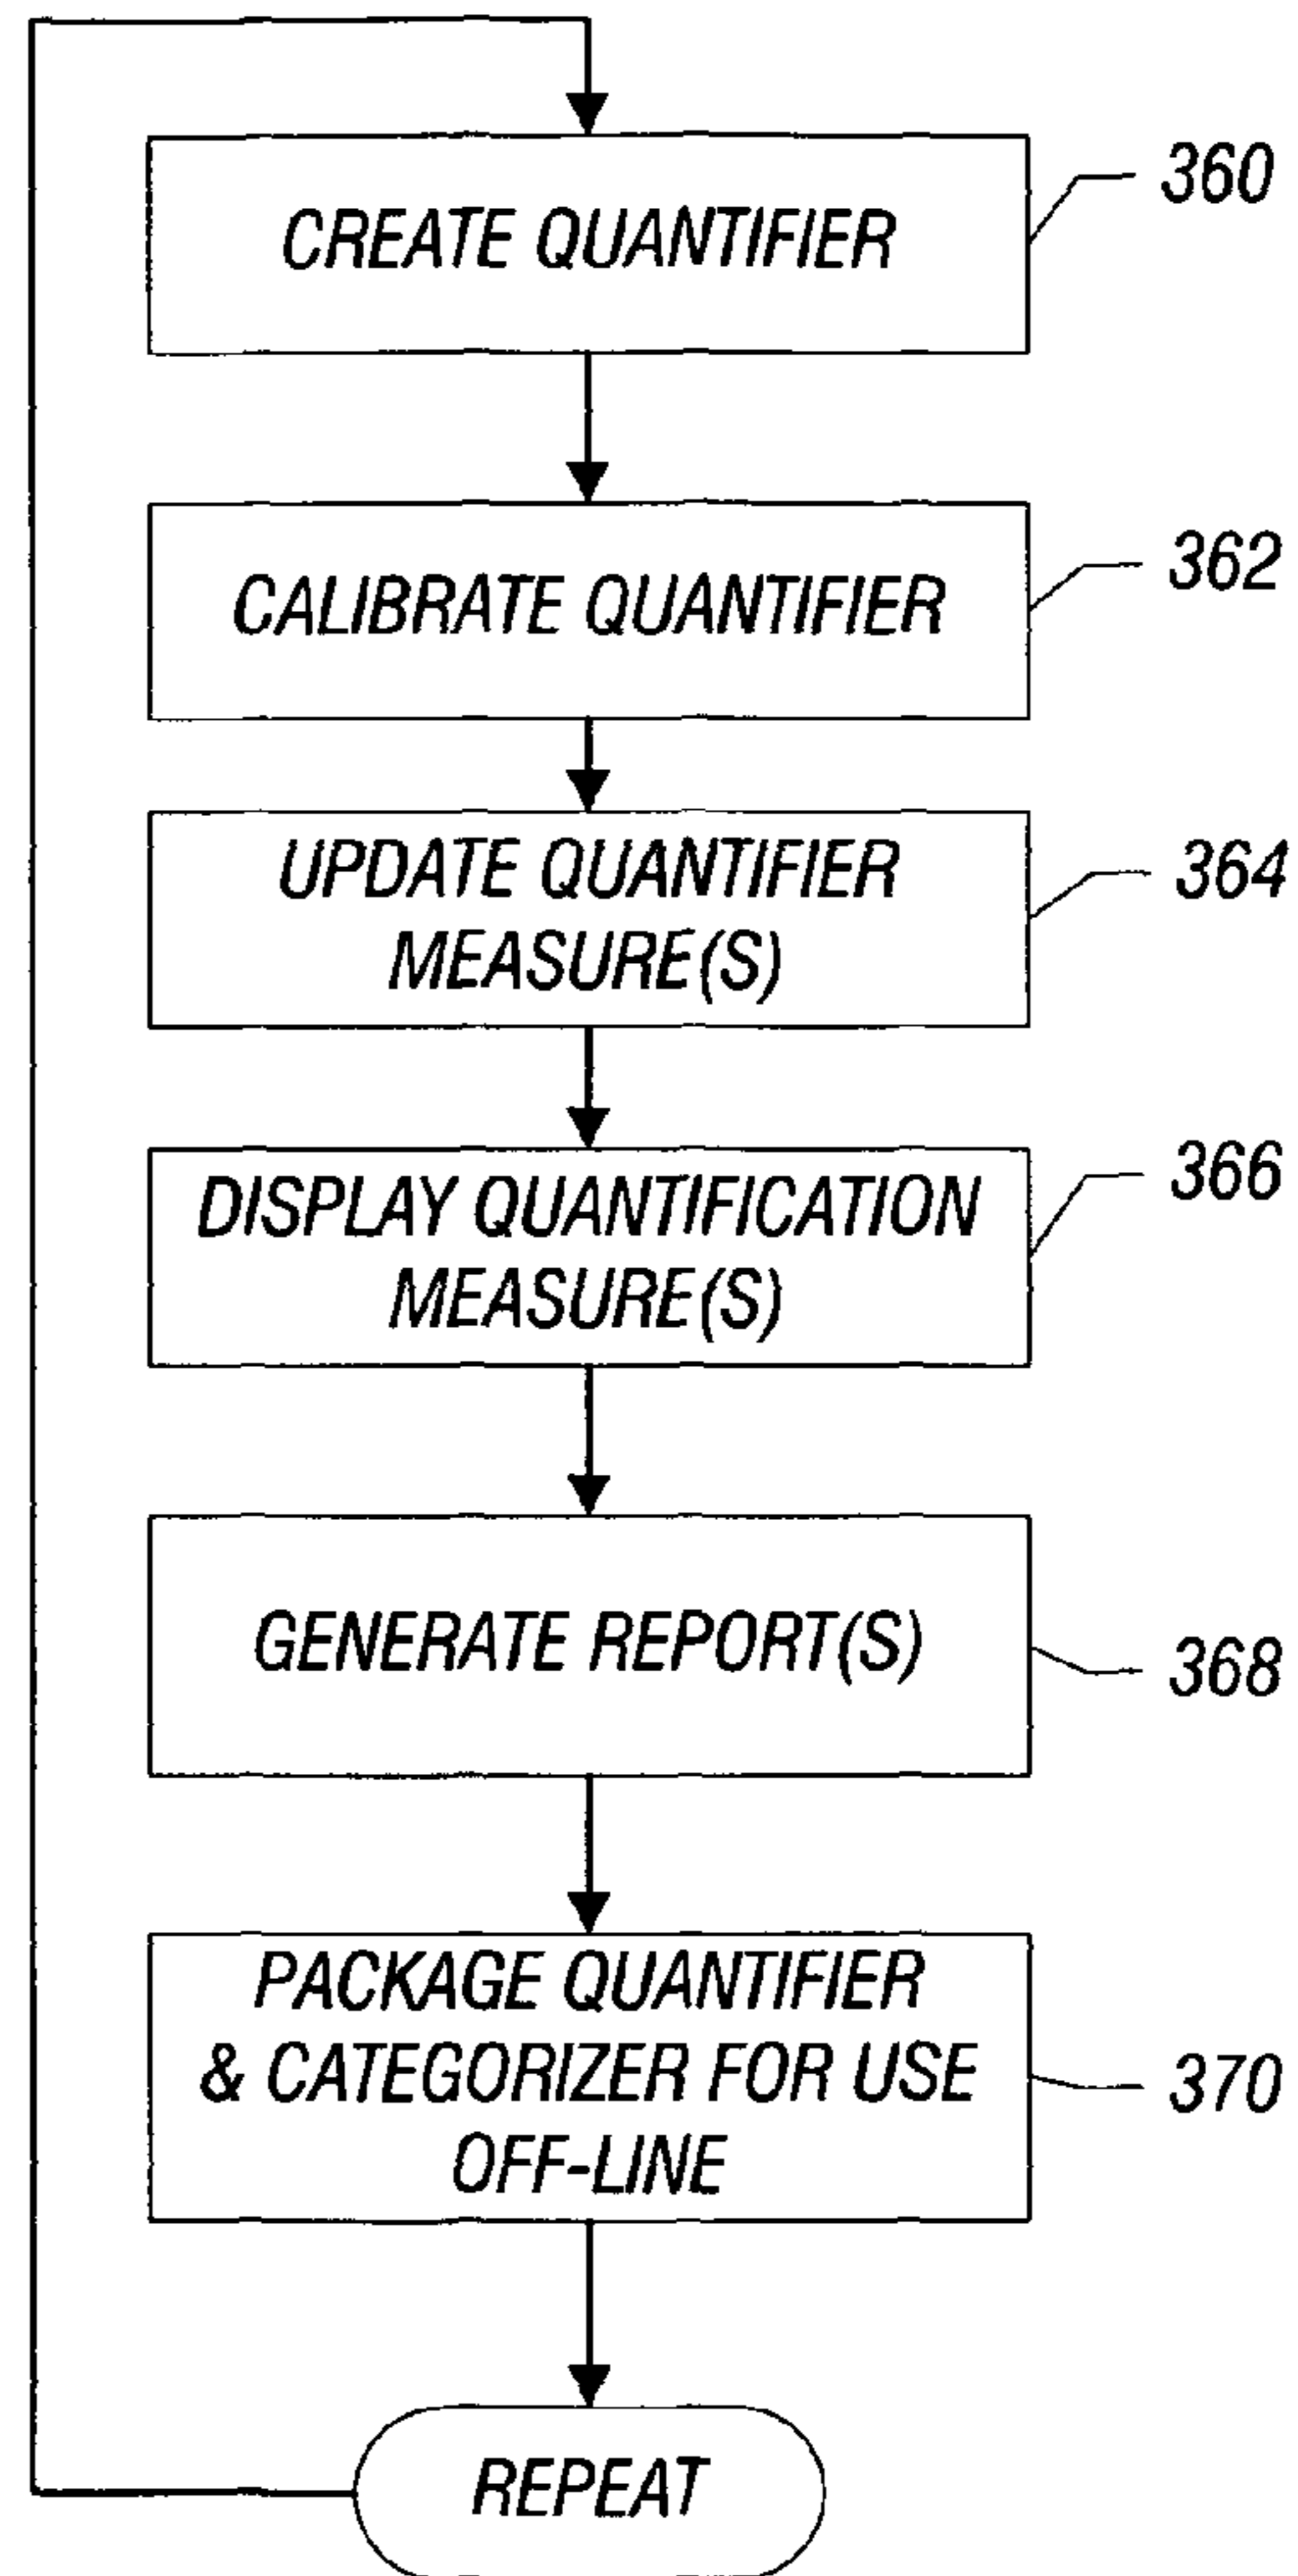 CREATE QUANTIFIER
360
CALIBRATE QUANTIFIER
362
UPDATE QUANTIFIER
MEASURE(S)
364
DISPLAY QUANTIFICATION
MEASURE(S)
366
GENERATE REPORT(S)
368
PACKAGE QUANTIFIER
& CATEGORIZER FOR USE
OFF-LINE
370
REPEAT